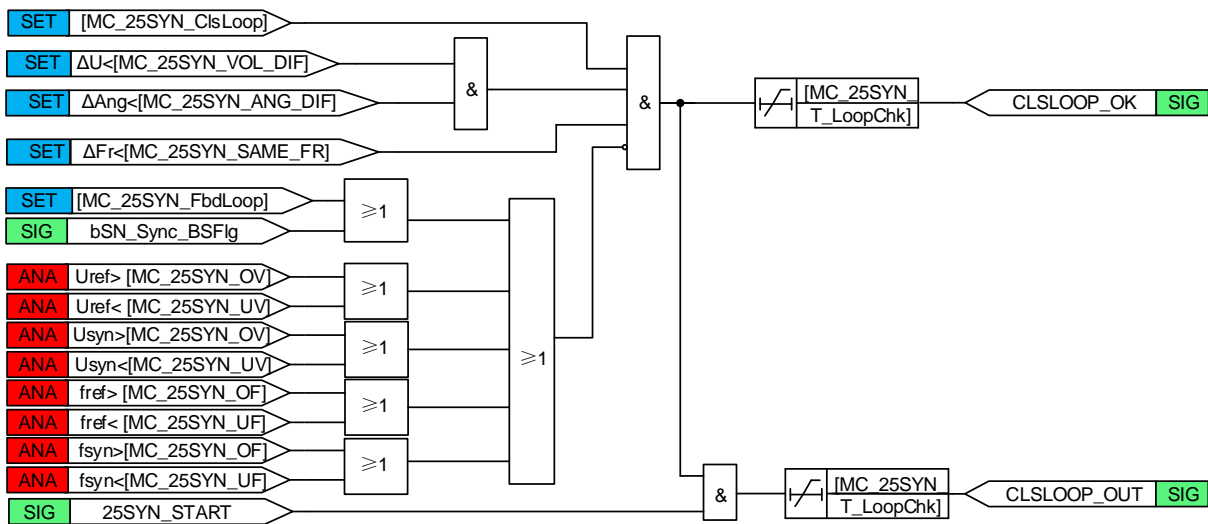 SET [MC_25SYN_ClsLoop]
SET ΔU<[MC_25SYN_VOL_DIF]
SET ΔAng<[MC_25SYN_ANG_DIF]
&
&
[MC_25SYN_
T_LoopChk]
CLSLOOP_OK SIG
SET ΔFr<[MC_25SYN_SAME_FR]
SET [MC_25SYN_FbdLoop]
SIG bSN_Sync_BSFlg
≥1
ANA Uref> [MC_25SYN_OV]
ANA Uref< [MC_25SYN_UV]
≥1
ANA Usyn>[MC_25SYN_OV]
ANA Usyn<[MC_25SYN_UV]
≥1
≥1
ANA fref> [MC_25SYN_OF]
ANA fref< [MC_25SYN_UF]
≥1
ANA fsyn>[MC_25SYN_OF]
ANA fsyn<[MC_25SYN_UF]
≥1
SIG 25SYN_START
&
[MC_25SYN_
T_LoopChk]
CLSLOOP_OUT SIG